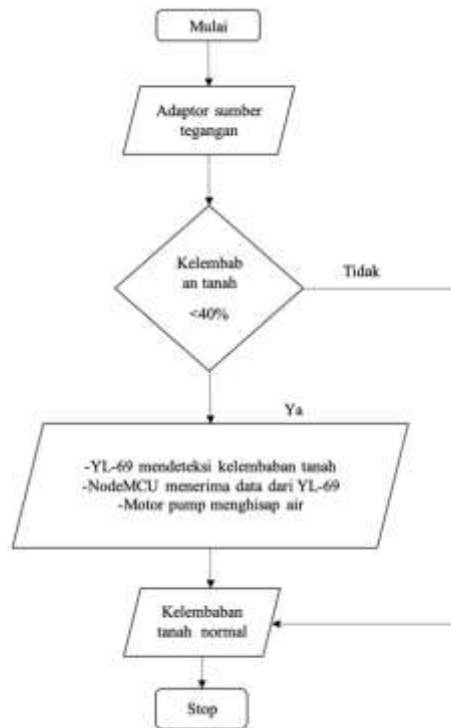 Mulai
Adaptor sumber
tegangan
Kelembab
an tanah
<40%
Tidak
Ya
-YL-69 mendeteksi kelembaban tanah
-NodeMCU menerima data dari YL-69
-Motor pump menghisap air
Kelembaban
tanah normal
Stop